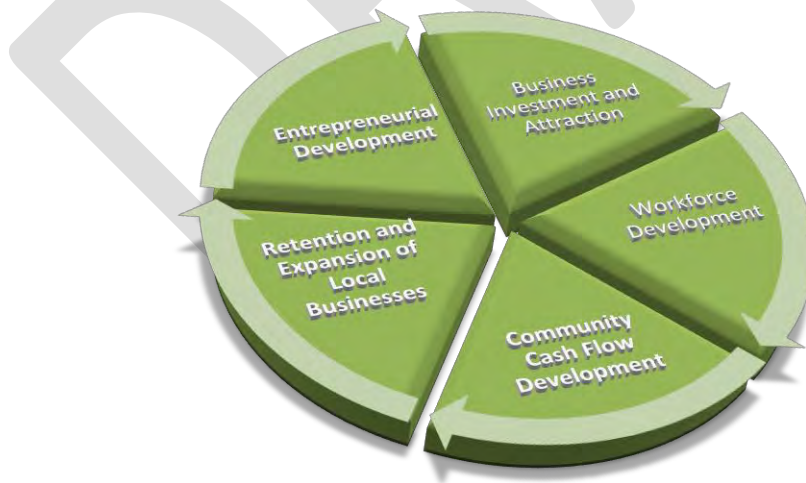 Business
Investment and
Attraction
Workforce
Development
Community
Cash Flow
Development
Retention and
Expansion of
Local
Businesses
Entrepreneurial
Development